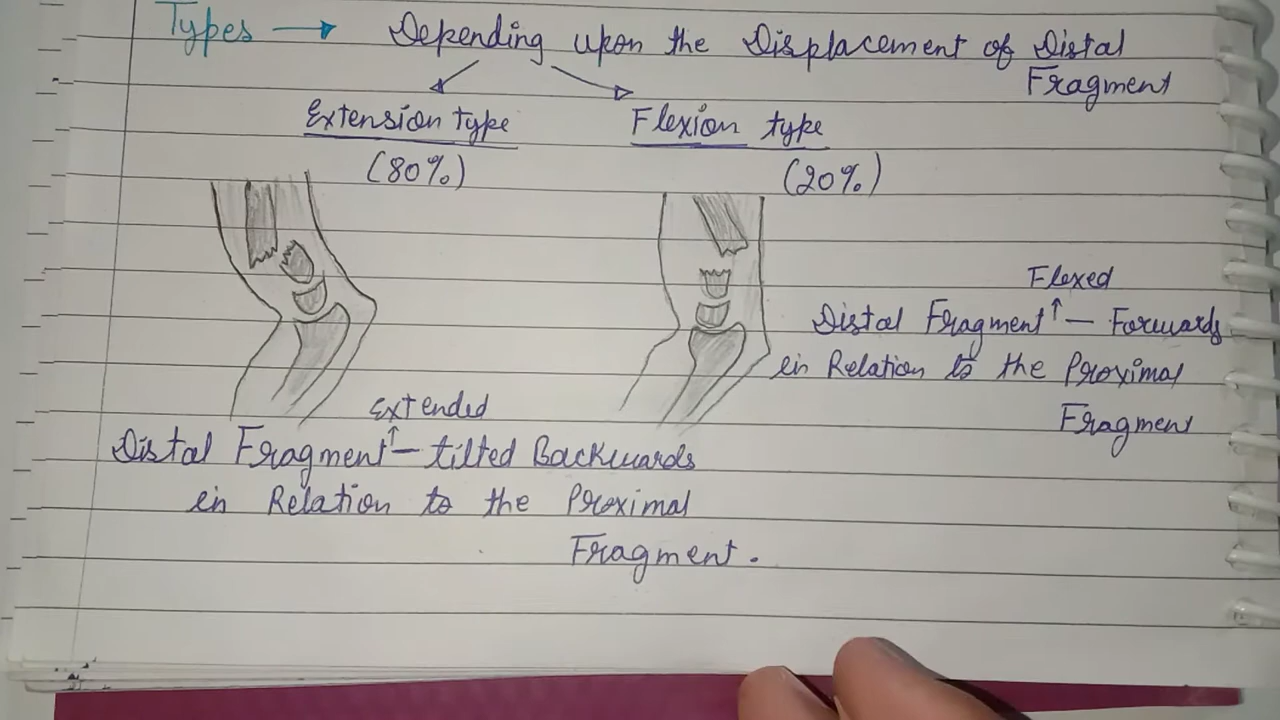 Types → Depending upon the Displacement of Distal
Fragment
Extension type
Flexion type
(80%)
(20%)
Flexed
Distal Fragment↑ — Forwards
in Relation to the Proximal
Fragment
Extended
Distal Fragment↑ — tilted Backwards
in Relation to the Proximal
Fragment.